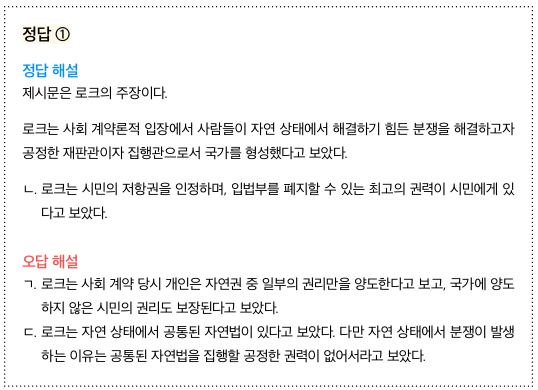 정답 ①
정답 해설
제시문은 로크의 주장이다.
로크는 사회 계약론적 입장에서 사람들이 자연 상태에서 해결하기 힘든 분쟁을 해결하고자
공정한 재판관이자 집행관으로서 국가를 형성했다고 보았다.
ㄴ. 로크는 시민의 저항권을 인정하며, 입법부를 폐지할 수 있는 최고의 권력이 시민에게 있
다고 보았다.
오답 해설
ㄱ. 로크는 사회 계약 당시 개인은 자연권 중 일부의 권리만을 양도한다고 보고, 국가에 양도
하지 않은 시민의 권리도 보장된다고 보았다.
ㄷ. 로크는 자연 상태에서 공통된 자연법이 있다고 보았다. 다만 자연 상태에서 분쟁이 발생
하는 이유는 공통된 자연법을 집행할 공정한 권력이 없어서라고 보았다.